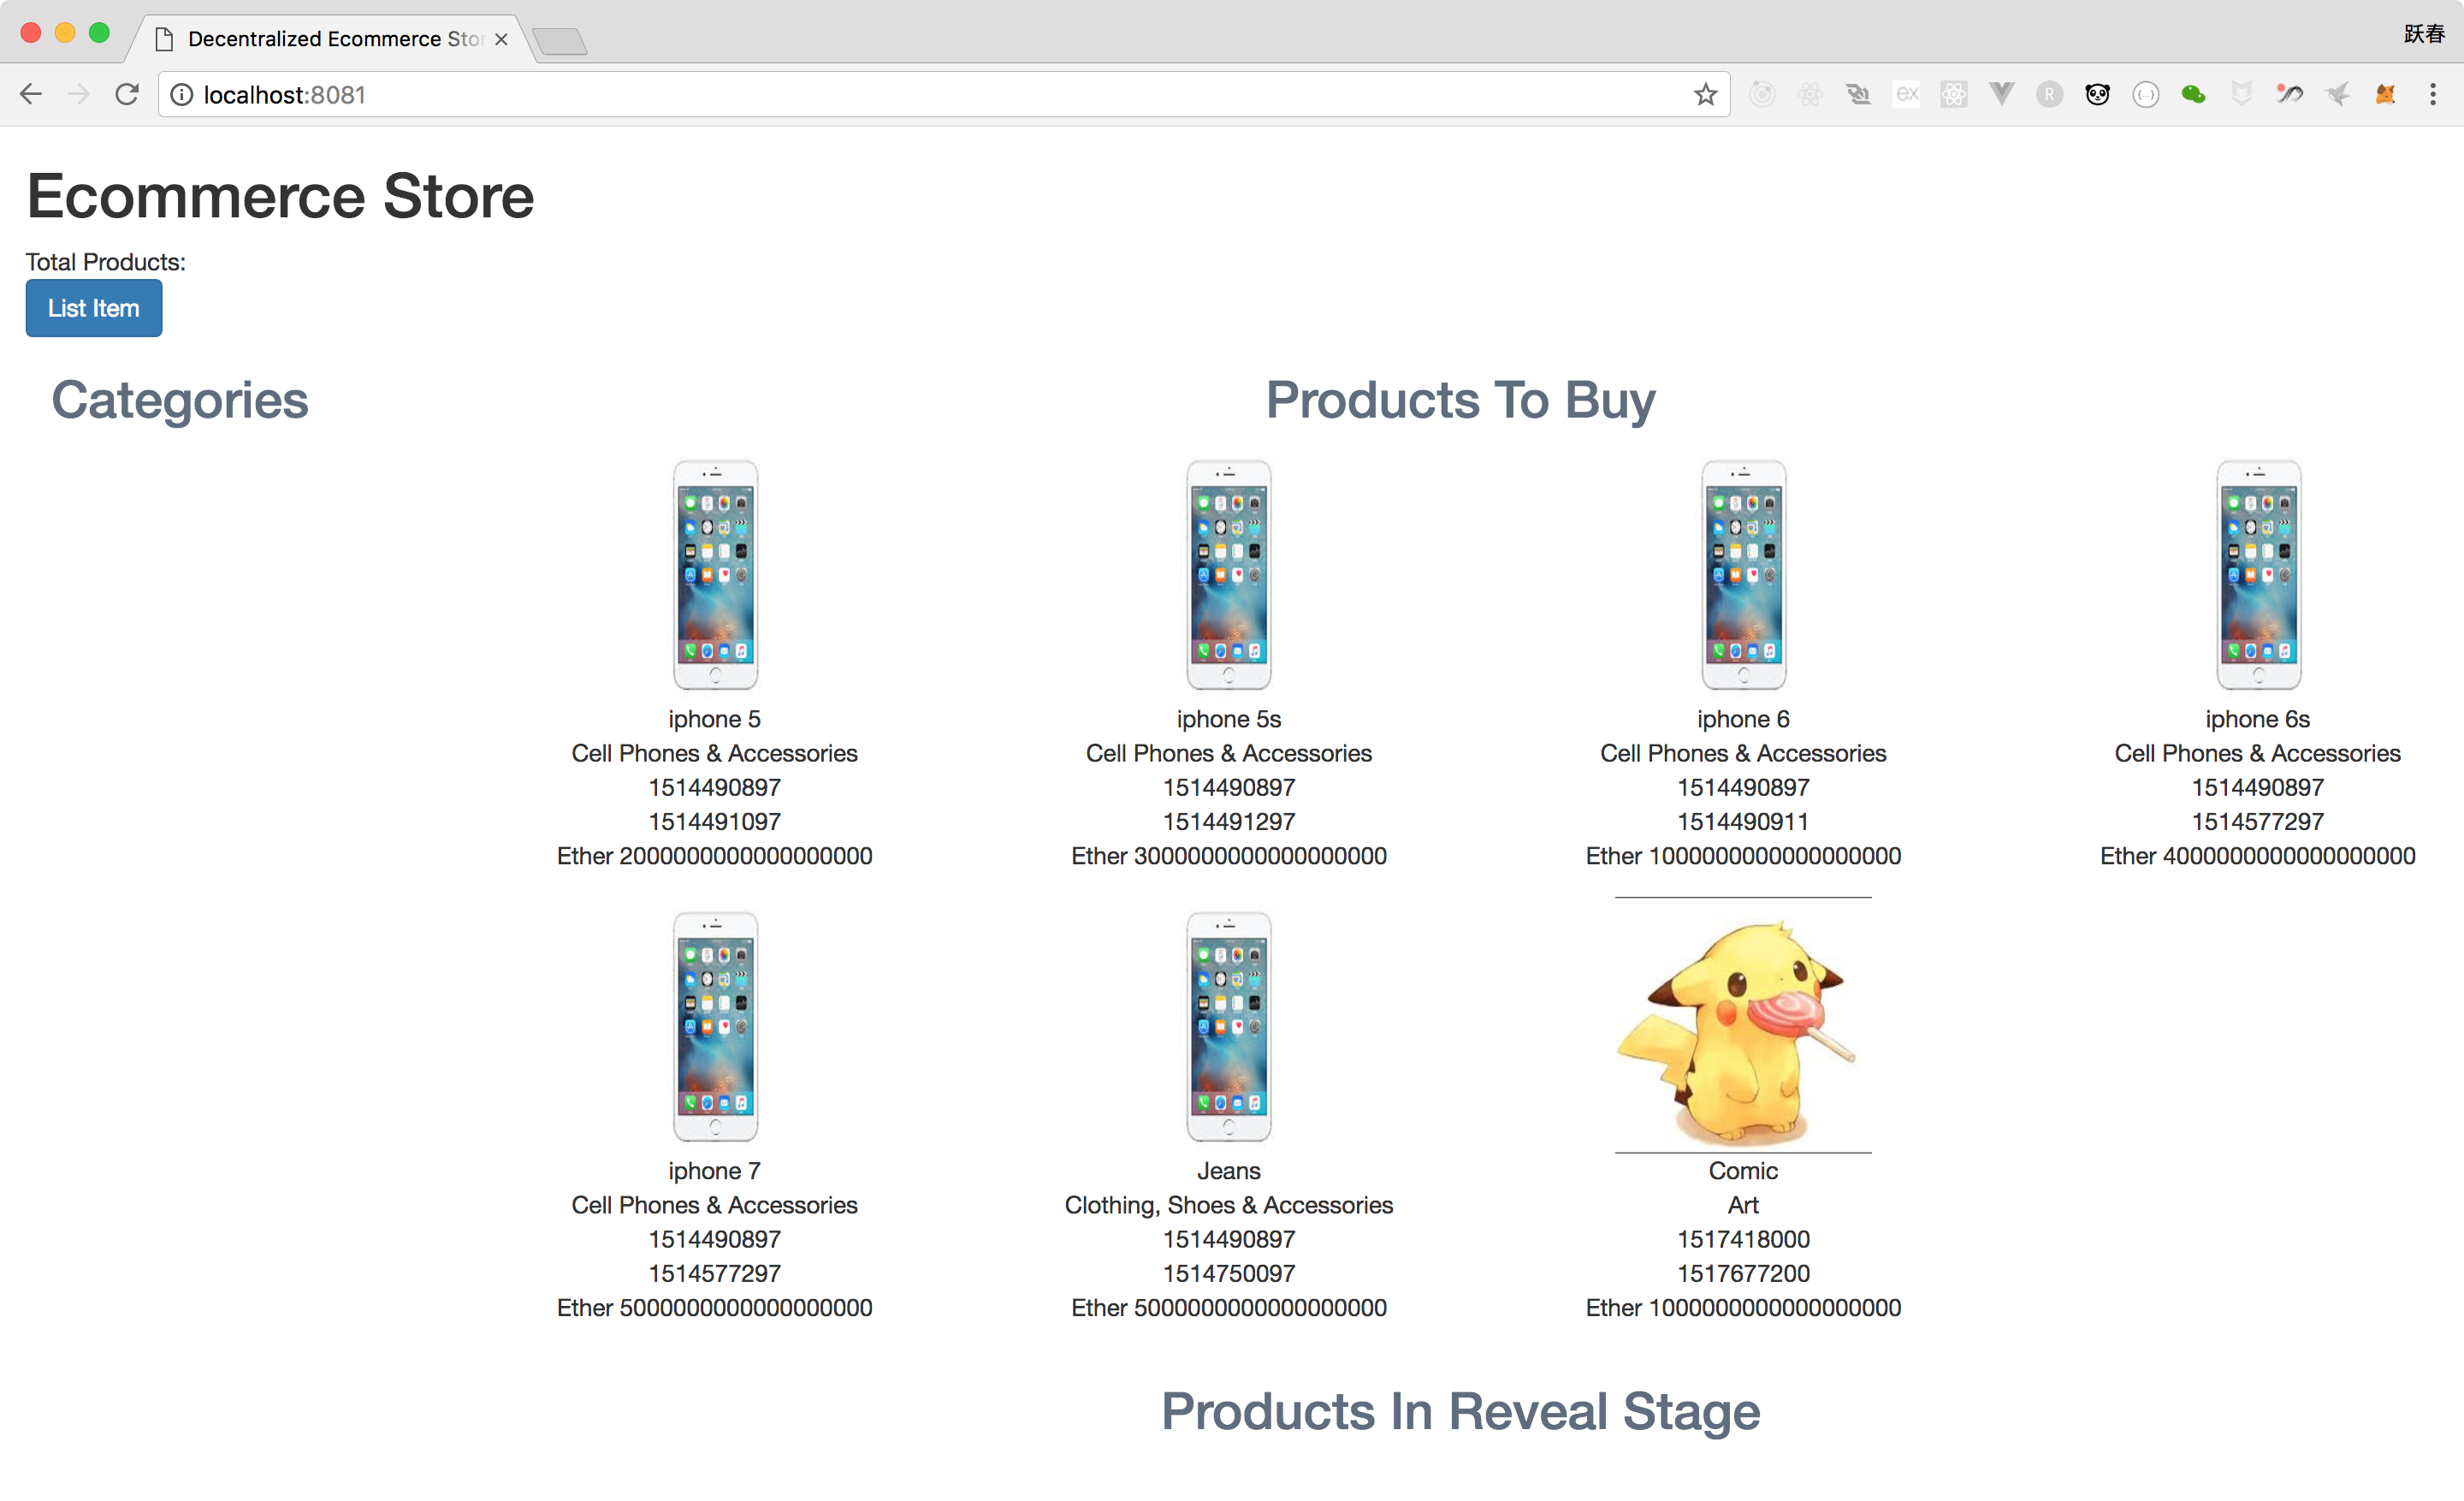 Decentralized Ecommerce Stor
跃春
localhost:8081
Ecommerce Store
Total Products:
List Item
Categories
Products To Buy
iphone 5
Cell Phones & Accessories
1514490897
1514491097
Ether 2000000000000000000
iphone 5s
Cell Phones & Accessories
1514490897
1514491297
Ether 3000000000000000000
iphone 6
Cell Phones & Accessories
1514490897
1514490911
Ether 1000000000000000000
iphone 6s
Cell Phones & Accessories
1514490897
1514577297
Ether 4000000000000000000
iphone 7
Cell Phones & Accessories
1514490897
1514577297
Ether 5000000000000000000
Jeans
Clothing, Shoes & Accessories
1514490897
1514750097
Ether 5000000000000000000
Comic
Art
1517418000
1517677200
Ether 1000000000000000000
Products In Reveal Stage